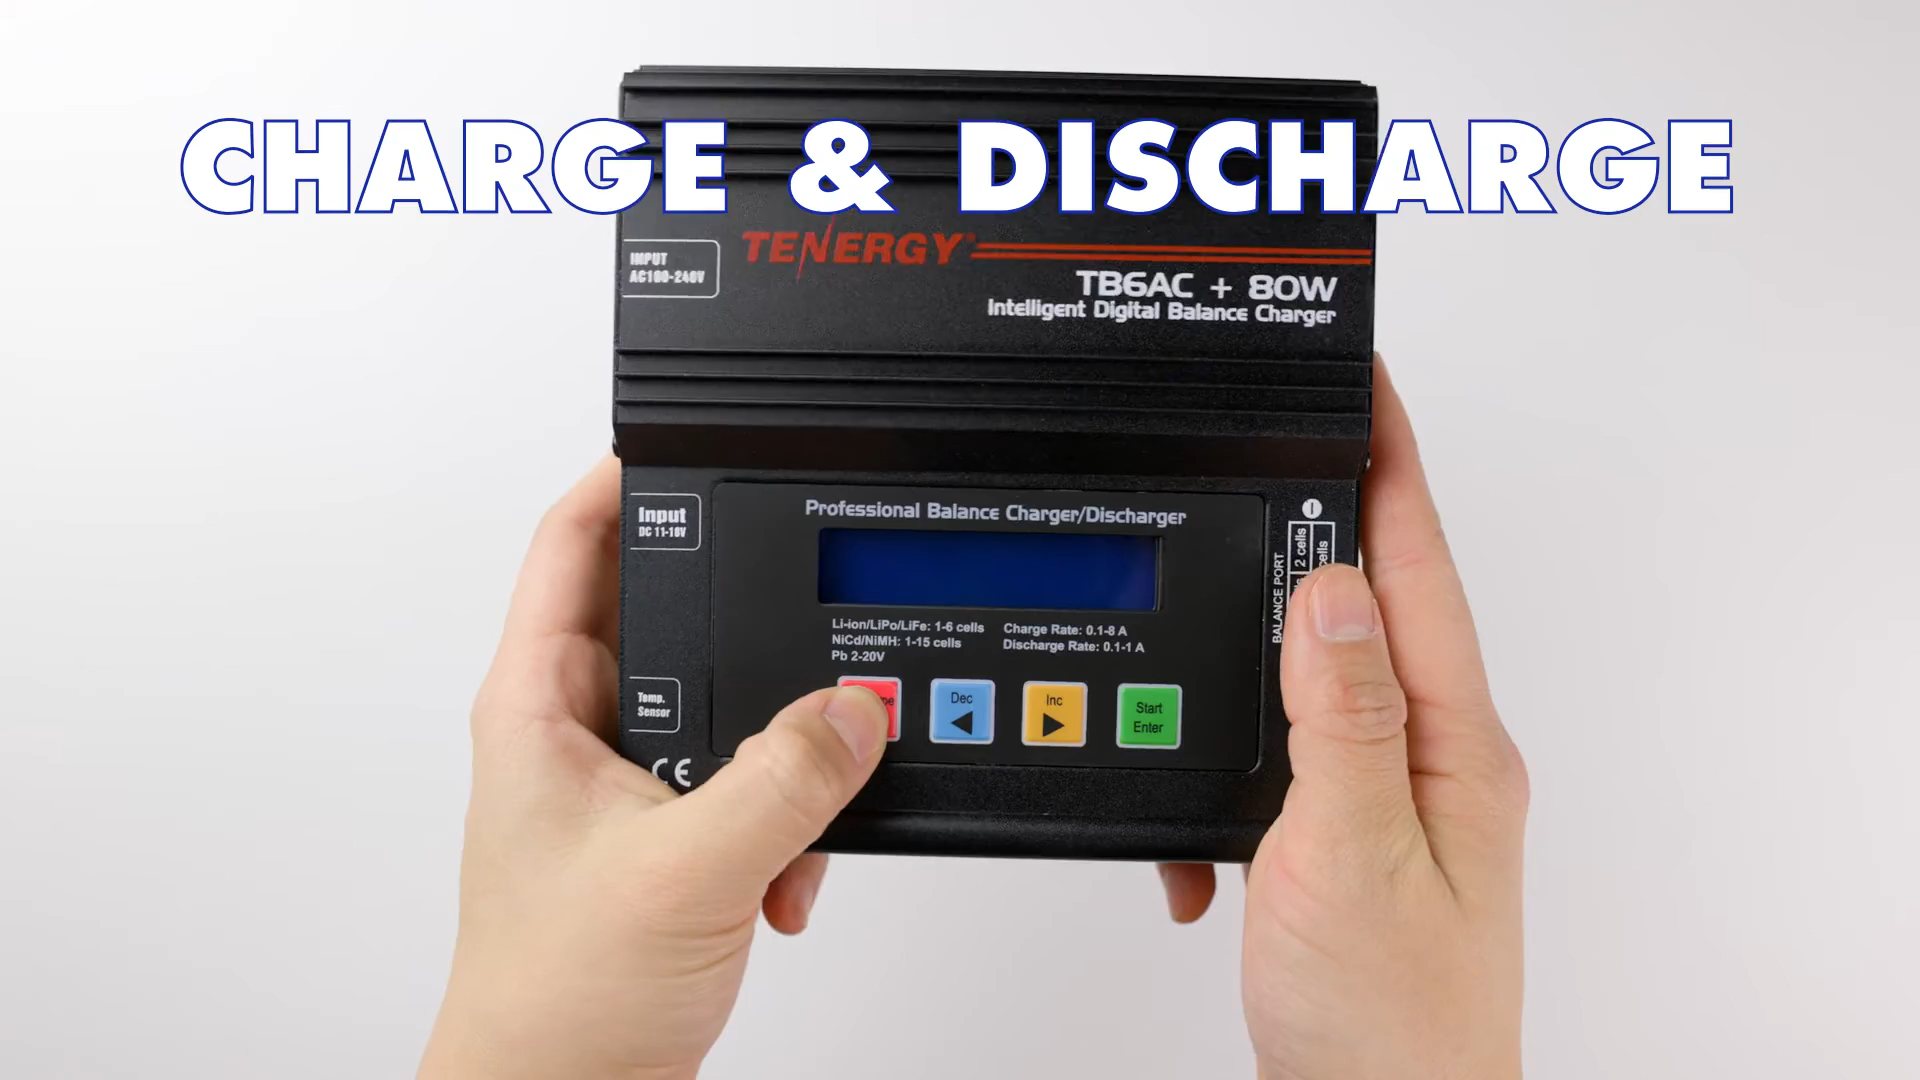 CHARGE & DISCHARGE
TENERGY®
INPUT
AC100-240V
TB6AC + 80W
Intelligent Digital Balance Charger
Professional Balance Charger/Discharger
Input
DC 11-18V
Li-ion/LiPo/LiFe: 1-6 cells
NiCd/NiMH: 1-15 cells
Pb 2-20V
Charge Rate: 0.1-8 A
Discharge Rate: 0.1-1 A
BALANCE PORT
2 cells
cells
Temp.
Sensor
Dec
Inc
Start
Enter
CE